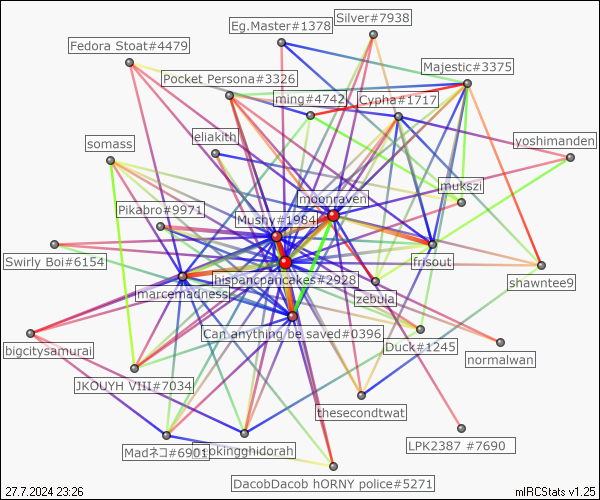 Silver#7938
Eg.Master#1378
Fedora Stoat#4479
Majestic#3375
Pocket Persona#3326
ming#4742
Cypha#1717
eliakith
yoshimanden
somass
mukszi
moonraven
Pikabro#9971
Mushy#1984
Swirly Boi#6154
frisout
hispancpancakes#2928
shawntee9
marcemadness
zebula
Can anything be saved#0396
Duck#1245
bigcitysamurai
normalwan
JKOUYH VIII#7034
thesecondtwat
LPK2387 #7690
Madネコ#6901
okingghidorah
DacobDacob hORNY police#5271
27.7.2024 23:26
mIRCStats v1.25